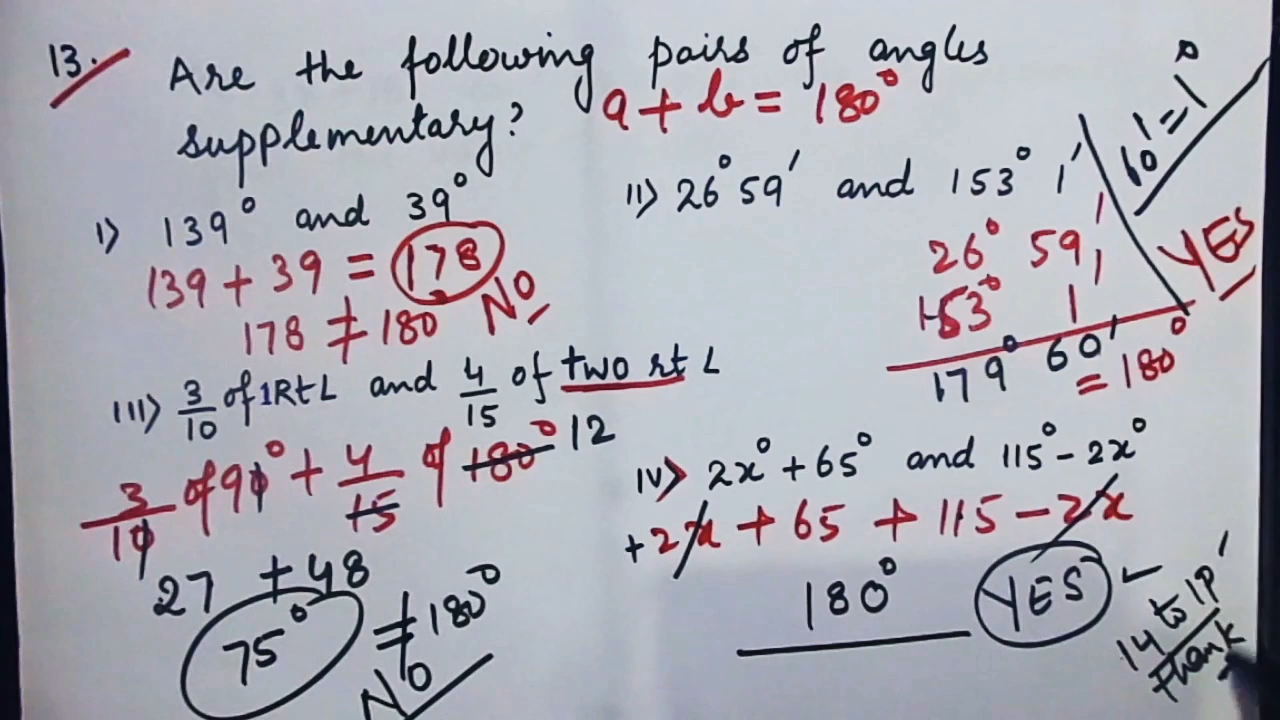 13. Are the following pairs of angles
supplementary? a + b = 180°
60' = 1°
i) 139° and 39°
139 + 39 = 178
178 ≠ 180 NO
ii) 26° 59' and 153° 1'
26° 59'
153° 1'
179° 60' = 180°
YES
iii) 3/10 of 1Rt L and 4/15 of two rt L
3/10 of 90° + 4/15 of 180° 12
27 + 48
75° ≠ 180°
NO
iv) 2x° + 65° and 115° - 2x°
+2x + 65 + 115 - 2x
180° YES
14 to 19
Thank